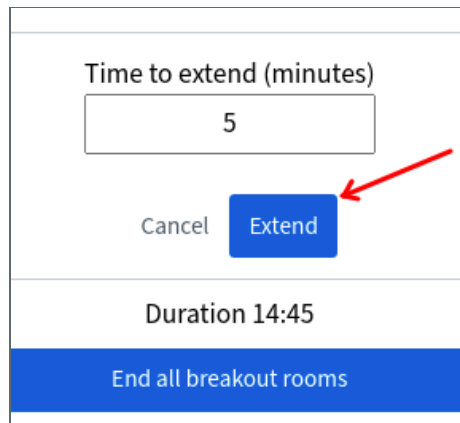 Time to extend (minutes)
5
Cancel Extend
Duration 14:45
End all breakout rooms